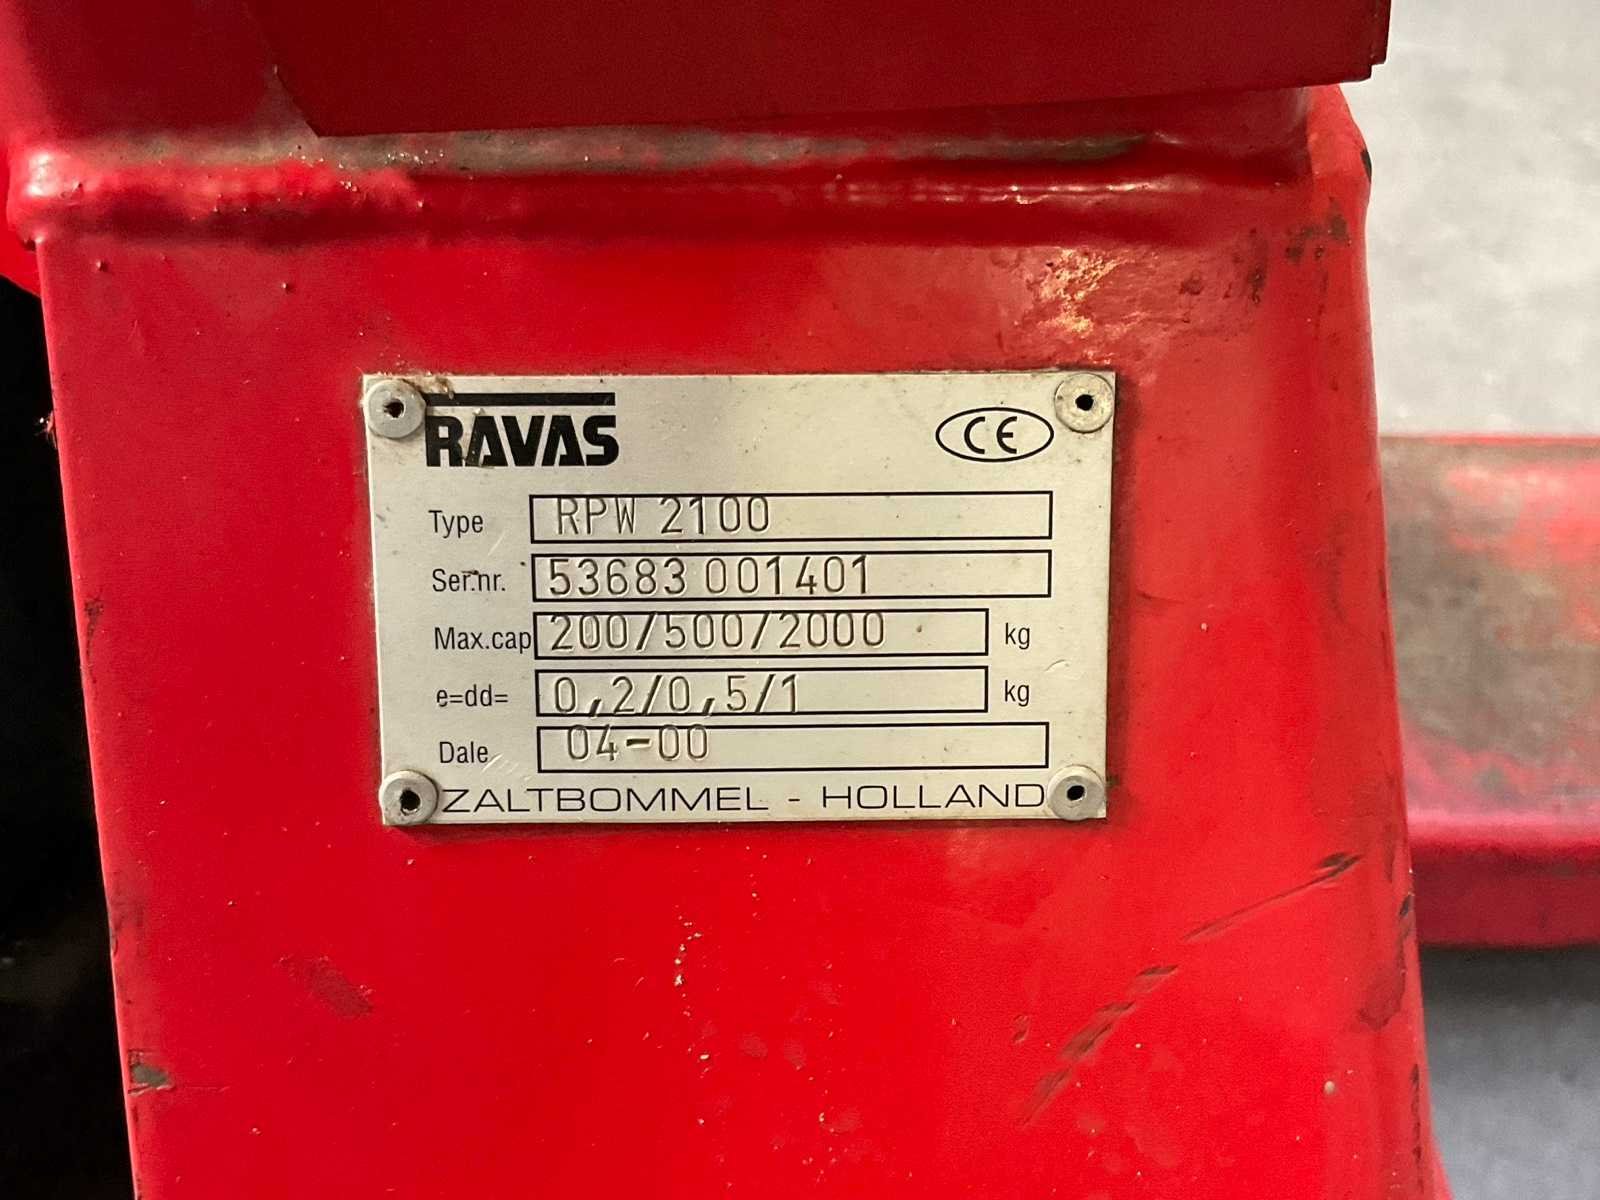 RAVAS CE
Type RPW 2100
Ser.nr. 53683 001401
Max.cap 200/500/2000 kg
e=dd= 0,2/0,5/1 kg
Dale 04-00
ZALTBOMMEL - HOLLAND